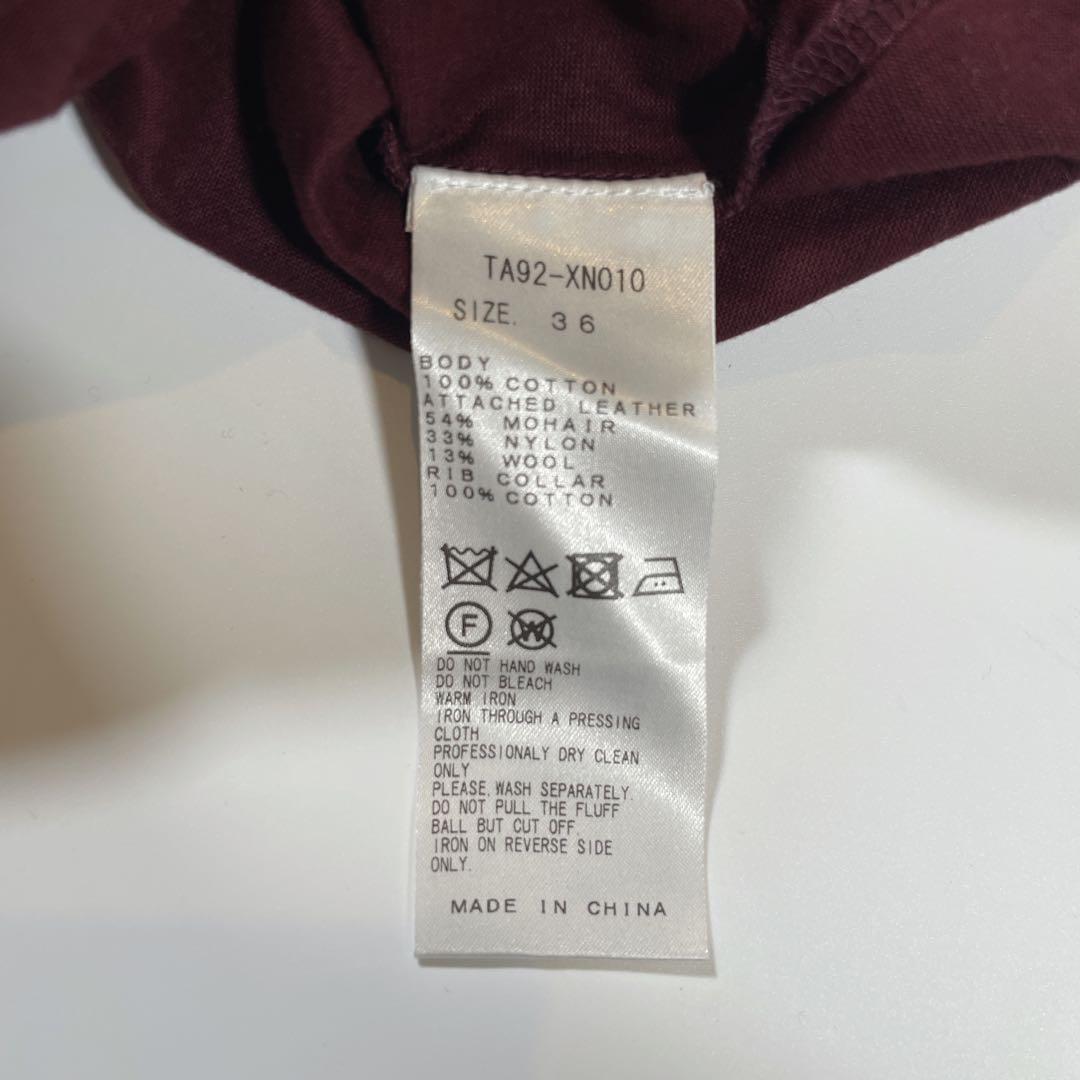 TA92-XN010
SIZE. 36
BODY
100% COTTON
ATTACHED LEATHER
54% MOHAIR
33% NYLON
13% WOOL
RIB COLLAR
100% COTTON
F W
DO NOT HAND WASH
DO NOT BLEACH
WARM IRON
IRON THROUGH A PRESSING
CLOTH
PROFESSIONALY DRY CLEAN
ONLY
PLEASE WASH SEPARATELY.
DO NOT PULL THE FLUFF
BALL BUT CUT OFF.
IRON ON REVERSE SIDE
ONLY.
MADE IN CHINA